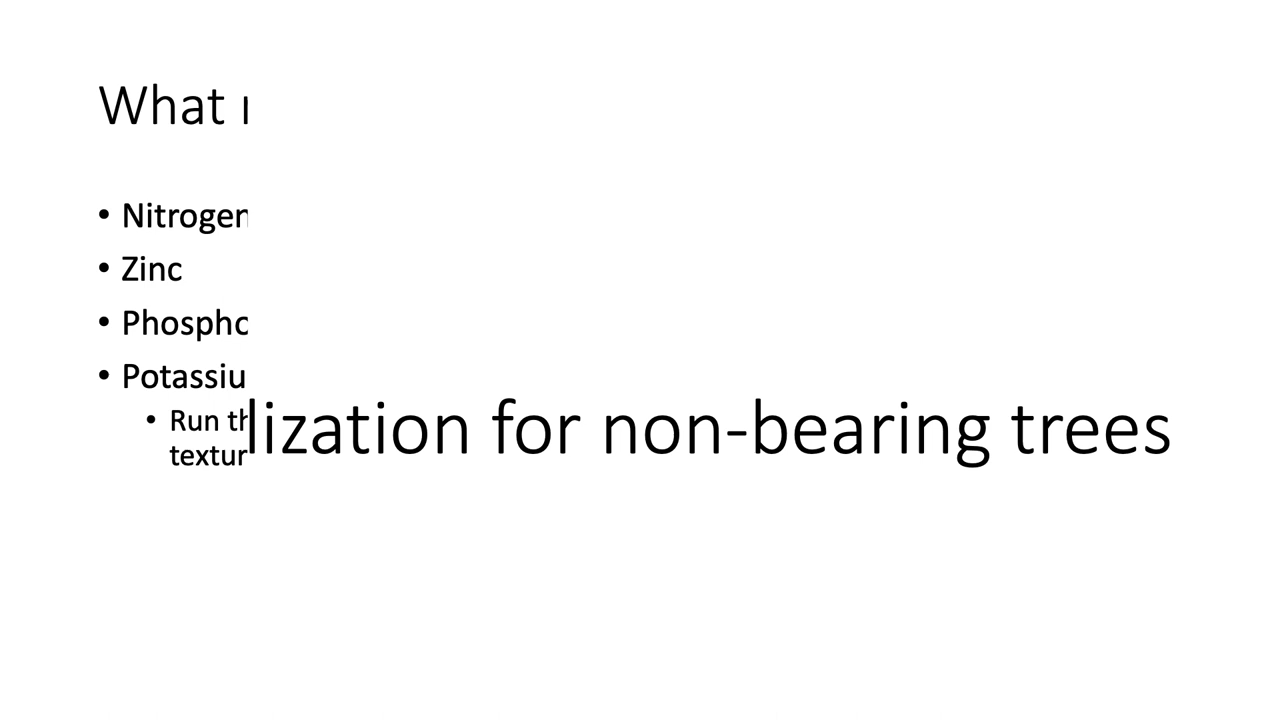 What
• Nitrogen
• Zinc
• Phospho
• Potassiu
• Run th
lization for non-bearing trees
textur